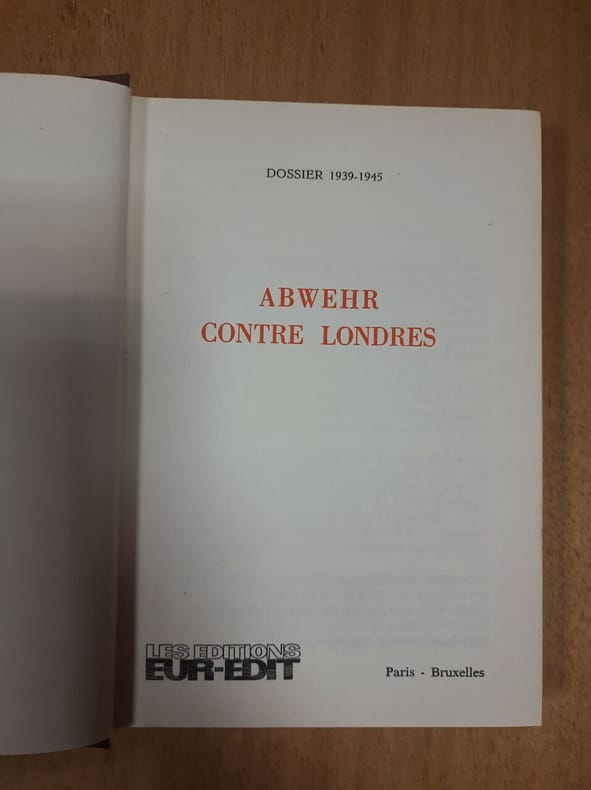 DOSSIER 1939-1945
ABWEHR
CONTRE LONDRES
LES EDITIONS
EUR-EDIT
Paris - Bruxelles